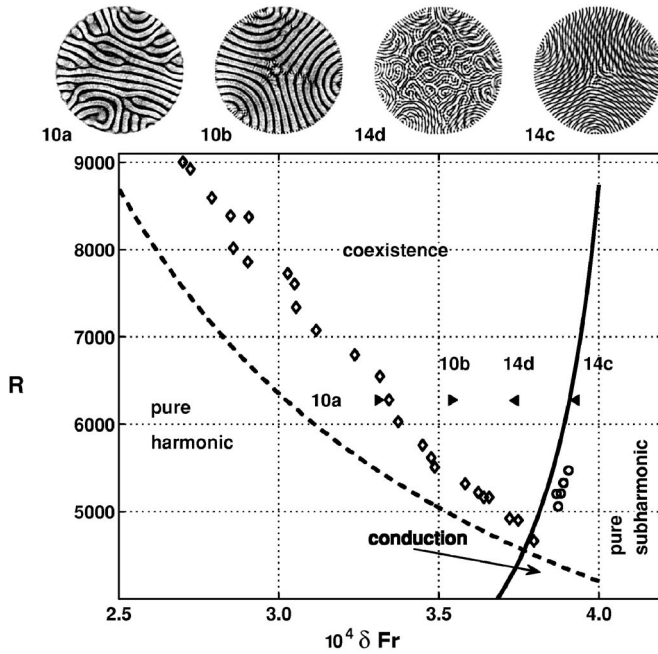 10a 10b 14d 14c
9000
8000
7000
6000
5000
4000
R
coexistence
10b 14d 14c
10a
pure
harmonic
conduction
pure
subharmonic
2.5 3.0 3.5 4.0
10⁴ δ Fr